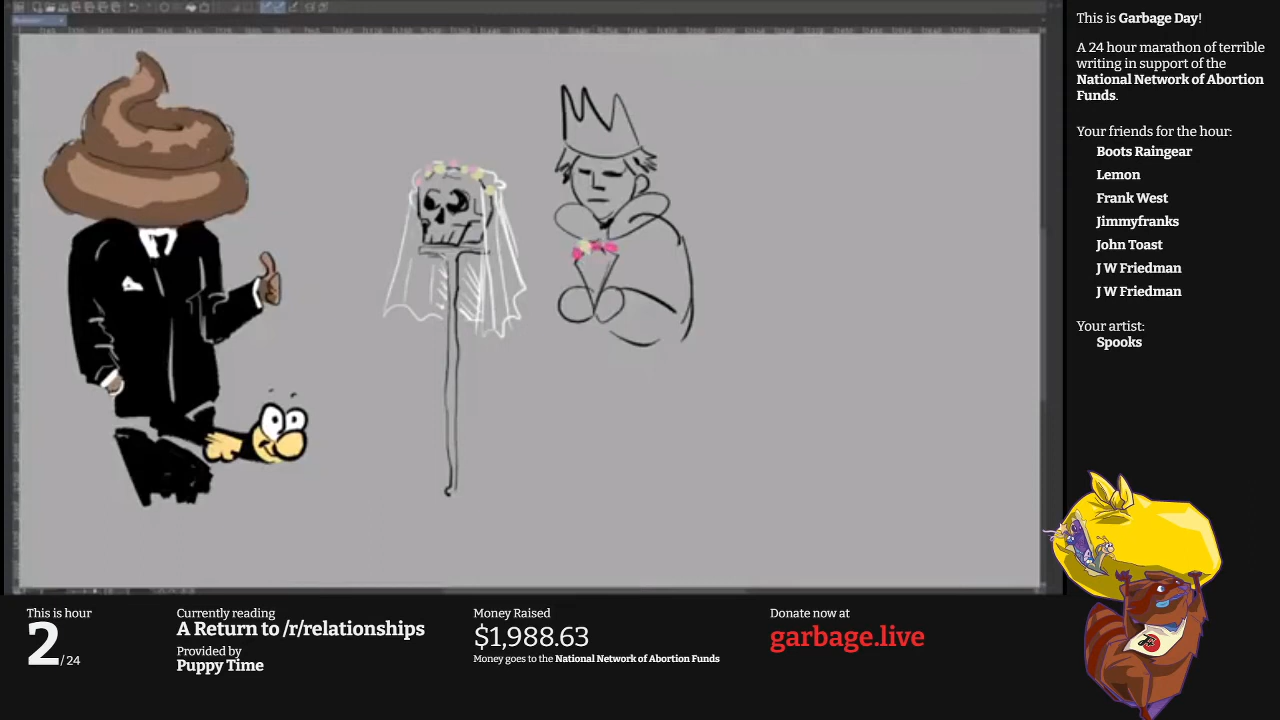 This is Garbage Day!
A 24 hour marathon of terrible
writing in support of the
National Network of Abortion
Funds.
Your friends for the hour:
Boots Raingear
Lemon
Frank West
Jimmyfranks
John Toast
J W Friedman
J W Friedman
Your artist:
Spooks
This is hour
2/24
Currently reading
A Return to /r/relationships
Provided by
Puppy Time
Money Raised
$1,988.63
Money goes to the National Network of Abortion Funds
Donate now at
garbage.live